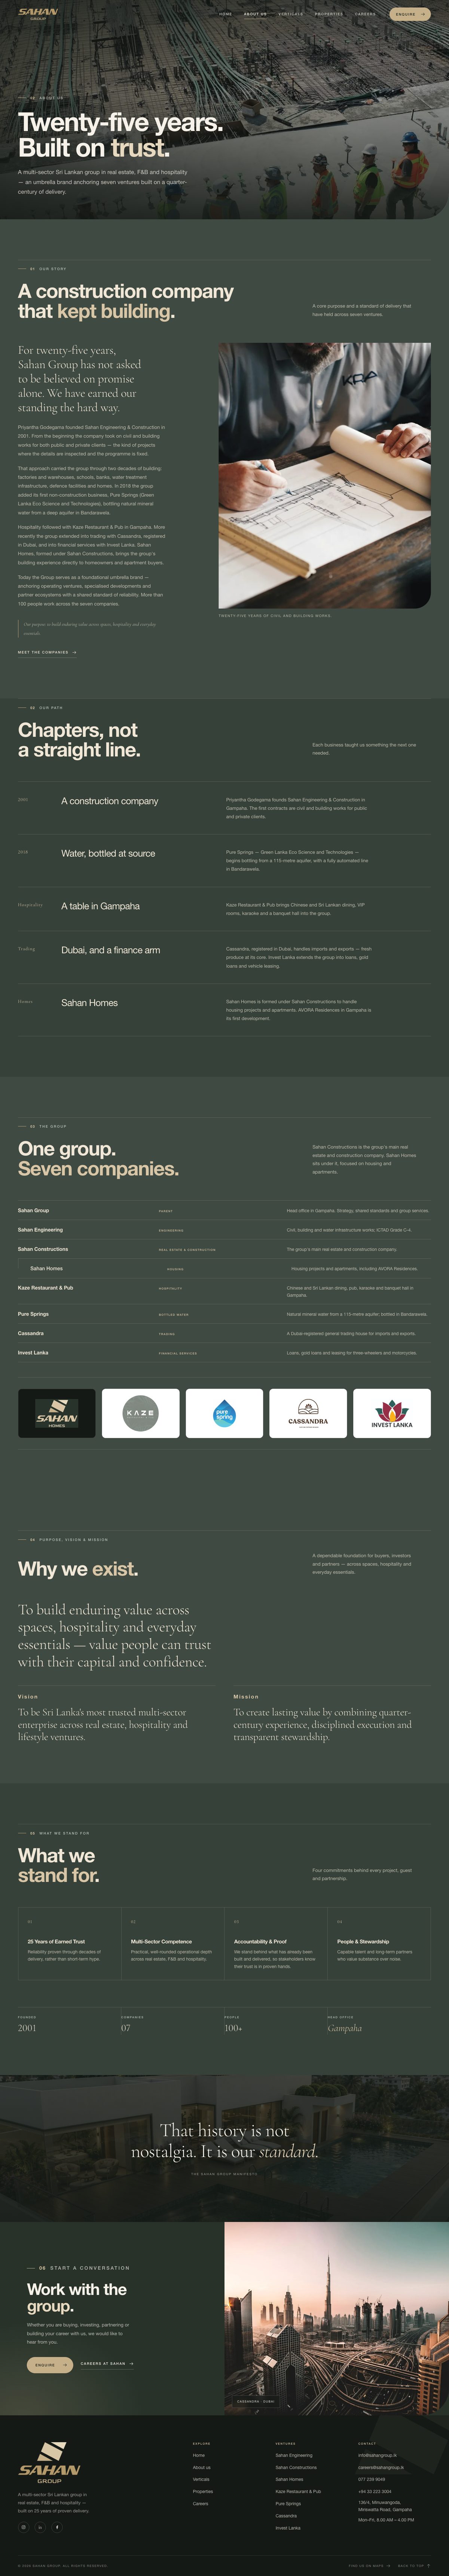 SAHAN
GROUP
HOME
ABOUT US
VERTICALS
PROPERTIES
CAREERS
ENQUIRE
ABOUT US
Twenty-five years.
Built on trust.
A multi-sector Sri Lankan group in real estate, F&B and hospitality
— an umbrella brand anchoring seven ventures built on a quarter-
century of delivery.
01 OUR STORY
A construction company
that kept building.
A core purpose and a standard of delivery that
have held across seven ventures.
For twenty-five years,
Sahan Group has not asked
to be believed on promise
alone. We have earned our
standing the hard way.
Priyantha Godagama founded Sahan Engineering & Construction in
2001. From the beginning the company took on civil and building
works for both public and private clients — the kind of projects
where the details are inspected and the programme is fixed.
That approach carried the group through two decades of building:
factories and warehouses, schools, banks, water treatment
infrastructure, defence facilities and homes. In 2018 the group
added its first non-construction business, Pure Springs (Green
Lanka Eco Science and Technologies), bottling natural mineral
water from a deep aquifer in Bandarawela.
Hospitality followed with Kaze Restaurant & Pub in Gampaha. More
recently the group extended into trading with Cassandra, registered
in Dubai, and into financial services with Invest Lanka. Sahan
Homes, formed under Sahan Constructions, brings the group's
building experience directly to homeowners and apartment buyers.
Today the Group serves as a foundational umbrella brand —
anchoring operating ventures, specialised developments and
partner ecosystems with a shared standard of reliability. More than
100 people work across the seven companies.
Our purpose: to build enduring value across spaces, hospitality and everyday
essentials.
MEET THE COMPANIES
TWENTY-FIVE YEARS OF CIVIL AND BUILDING WORKS.
02 OUR PATH
Chapters, not
a straight line.
Each business taught us something the next one
needed.
2001
A construction company
Priyantha Godagama founds Sahan Engineering & Construction in
Gampaha. The first contracts are civil and building works for public
and private clients.
2018
Water, bottled at source
Pure Springs — Green Lanka Eco Science and Technologies —
begins bottling from a 115-metre aquifer, with a fully automated line
in Bandarawela.
Hospitality
A table in Gampaha
Kaze Restaurant & Pub brings Chinese and Sri Lankan dining, VIP
rooms, karaoke and a banquet hall into the group.
Trading
Dubai, and a finance arm
Cassandra, registered in Dubai, handles imports and exports — fresh
produce at its core. Invest Lanka extends the group into loans, gold
loans and vehicle leasing.
Homes
Sahan Homes
Sahan Homes is formed under Sahan Constructions to handle
housing projects and apartments. AVORA Residences in Gampaha is
its first development.
03 THE GROUP
One group.
Seven companies.
Sahan Constructions is the group's main real
estate and construction company. Sahan Homes
sits under it, focused on housing and
apartments.
Sahan Group
PARENT
Head office in Gampaha. Strategy, shared standards and group services.
Sahan Engineering
ENGINEERING
Civil, building and water infrastructure works. ICTAD Grade C-4.
Sahan Constructions
REAL ESTATE & CONSTRUCTION
The group's main real estate and construction company.
Sahan Homes
HOUSING
Housing projects and apartments, including AVORA Residences.
Kaze Restaurant & Pub
HOSPITALITY
Chinese and Sri Lankan dining, pub, karaoke and banquet hall in
Gampaha.
Pure Springs
BOTTLED WATER
Natural mineral water from a 115-metre aquifer, bottled in Bandarawela.
Cassandra
TRADING
A Dubai-registered general trading house for imports and exports.
Invest Lanka
FINANCIAL SERVICES
Loans, gold loans and leasing for three-wheelers and motorcycles.
SAHAN
HOMES
KAZE
pure
spring
CASSANDRA
INVEST LANKA
04 PURPOSE, VISION & MISSION
Why we exist.
A dependable foundation for buyers, investors
and partners — across spaces, hospitality and
everyday essentials.
To build enduring value across
spaces, hospitality and everyday
essentials — value people can trust
with their capital and confidence.
Vision
To be Sri Lanka's most trusted multi-sector
enterprise across real estate, hospitality and
lifestyle ventures.
Mission
To create lasting value by combining quarter-
century experience, disciplined execution and
transparent stewardship.
05 WHAT WE STAND FOR
What we
stand for.
Four commitments behind every project, guest
and partnership.
01
25 Years of Earned Trust
Reliability proven through decades of
delivery, rather than short-term hype.
02
Multi-Sector Competence
Practical, well-rounded operational depth
across real estate, F&B and hospitality.
03
Accountability & Proof
We stand behind what has already been
built and delivered, so stakeholders know
their trust is in proven hands.
04
People & Stewardship
Capable talent and long-term partners
who value substance over noise.
FOUNDED
2001
COMPANIES
07
PEOPLE
100+
HEAD OFFICE
Gampaha
That history is not
nostalgia. It is our standard.
THE SAHAN GROUP MANIFESTO
06 START A CONVERSATION
Work with the
group.
Whether you are buying, investing, partnering or
building your career with us, we would like to
hear from you.
ENQUIRE
CAREERS AT SAHAN
CASSANDRA · DUBAI
SAHAN
GROUP
A multi-sector Sri Lankan group in
real estate, F&B and hospitality —
built on 25 years of proven delivery.
EXPLORE
Home
About us
Verticals
Properties
Careers
VENTURES
Sahan Engineering
Sahan Constructions
Sahan Homes
Kaze Restaurant & Pub
Pure Springs
Cassandra
Invest Lanka
CONTACT
info@sahangroup.lk
careers@sahangroup.lk
077 239 6049
+94 33 223 3004
Miriswatta Road, Gampaha
Mon–Fri, 8.00 AM – 4.00 PM
© 2026 SAHAN GROUP. ALL RIGHTS RESERVED.
FIND US ON MAPS
BACK TO TOP